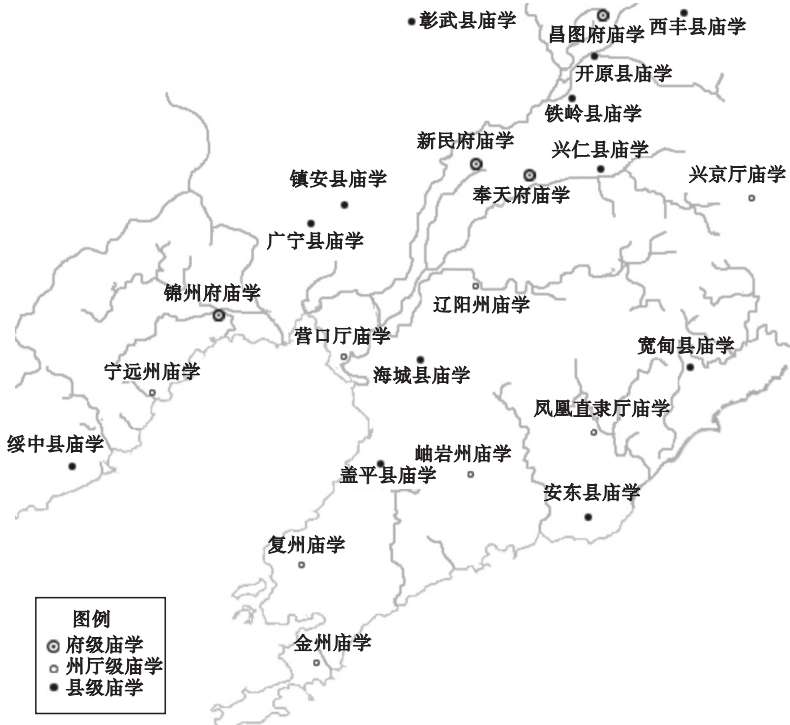 彰武县庙学
昌图府庙学
西丰县庙学
开原县庙学
铁岭县庙学
新民府庙学
兴仁县庙学
镇安县庙学
奉天府庙学
兴京厅庙学
广宁县庙学
锦州府庙学
辽阳州庙学
营口厅庙学
宽甸县庙学
宁远州庙学
海城县庙学
凤凰直隶厅庙学
绥中县庙学
岫岩州庙学
盖平县庙学
安东县庙学
复州庙学
金州庙学
图例
府级庙学
州厅级庙学
县级庙学